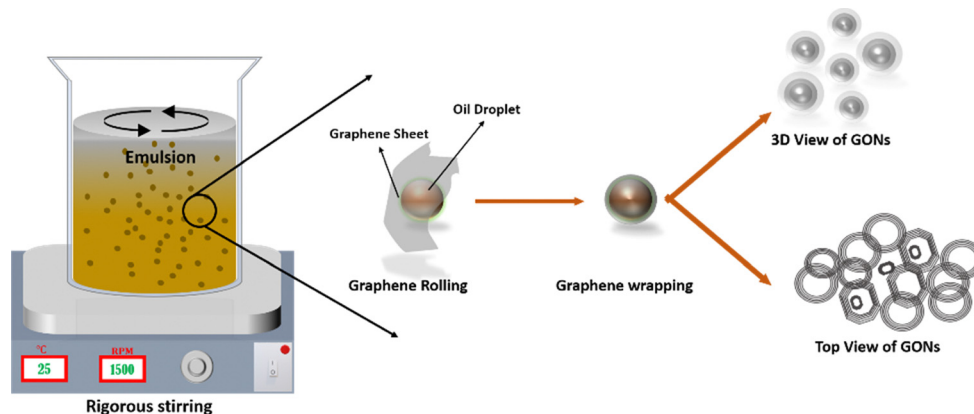 Emulsion
°C
25
RPM
1500
Rigorous stirring
Graphene Sheet
Oil Droplet
Graphene Rolling
Graphene wrapping
3D View of GONs
Top View of GONs